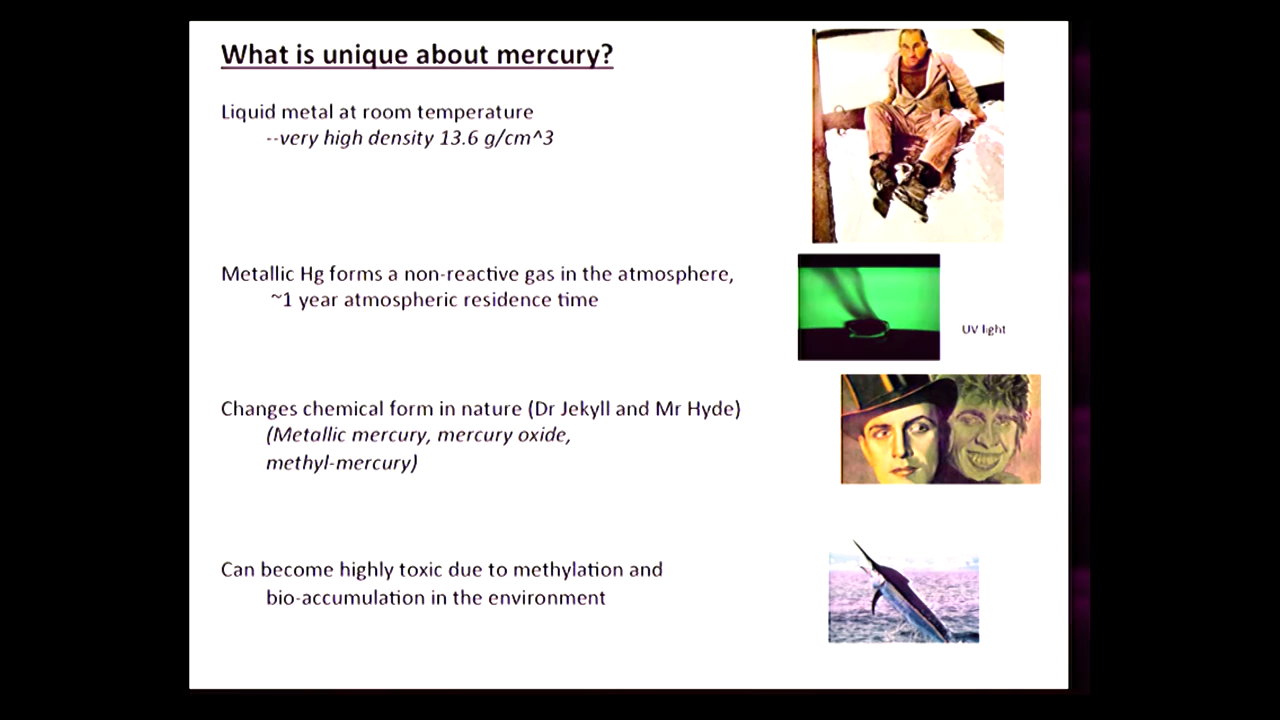 What is unique about mercury?
Liquid metal at room temperature
--very high density 13.6 g/cm^3
Metallic Hg forms a non-reactive gas in the atmosphere,
~1 year atmospheric residence time
UV light
Changes chemical form in nature (Dr Jekyll and Mr Hyde)
(Metallic mercury, mercury oxide,
methyl-mercury)
Can become highly toxic due to methylation and
bio-accumulation in the environment